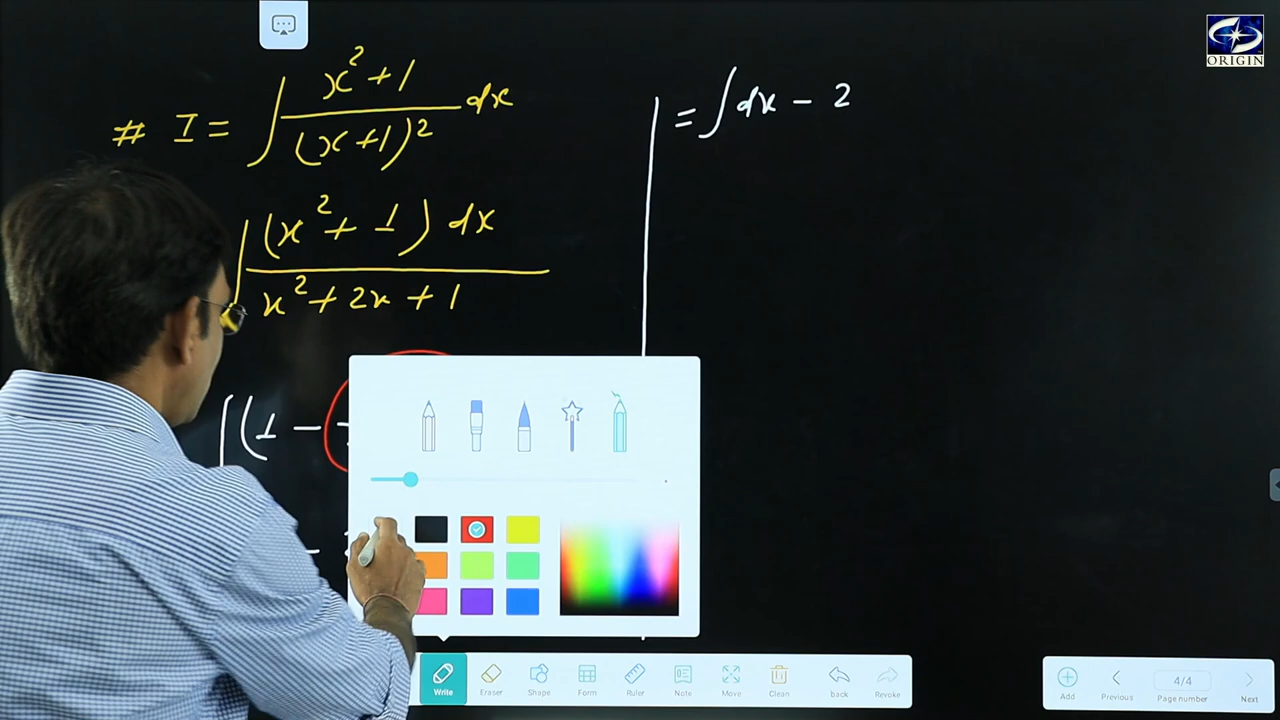 # I = ∫ x²+1 / (x+1)² dx
∫ (x²+1) dx / x²+2x+1
∫(1 −
−
= ∫ dx − 2
ORIGIN
Write Eraser Shape Form Ruler Note Move Clean back Revoke
Add Previous 4/4 Page number Next